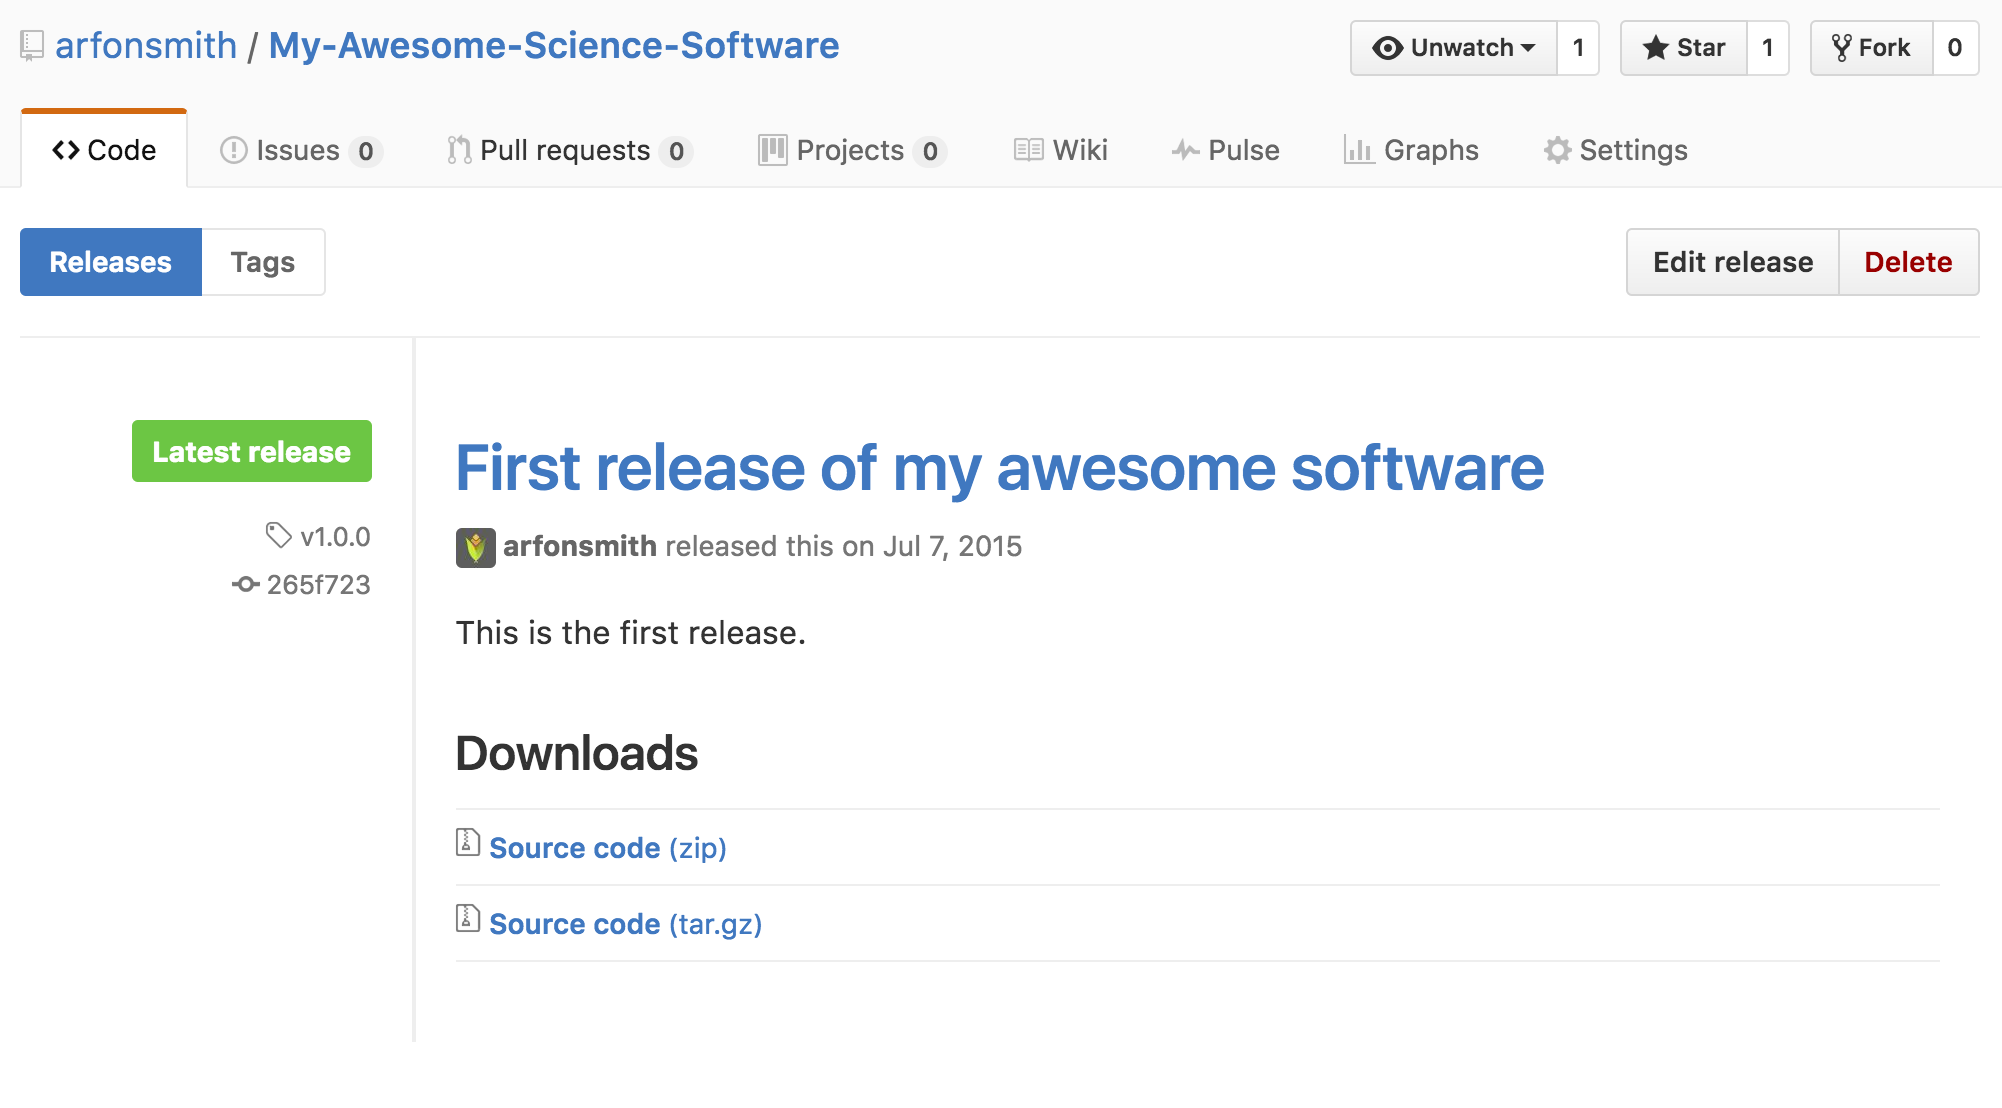 arfonsmith / My-Awesome-Science-Software
Unwatch 1 Star 1 Fork 0
Code Issues 0 Pull requests 0 Projects 0 Wiki Pulse Graphs Settings
Releases Tags
Edit release Delete
Latest release
v1.0.0
265f723
First release of my awesome software
arfonsmith released this on Jul 7, 2015
This is the first release.
Downloads
Source code (zip)
Source code (tar.gz)